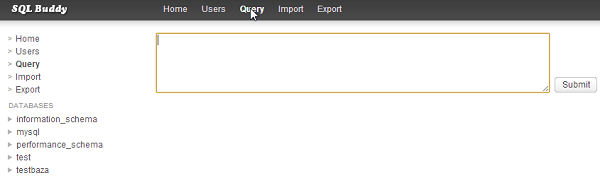 SQL Buddy Home Users Query Import Export
> Home
> Users
> Query
> Import
> Export
Submit
DATABASES
information_schema
mysql
performance_schema
test
testbaza